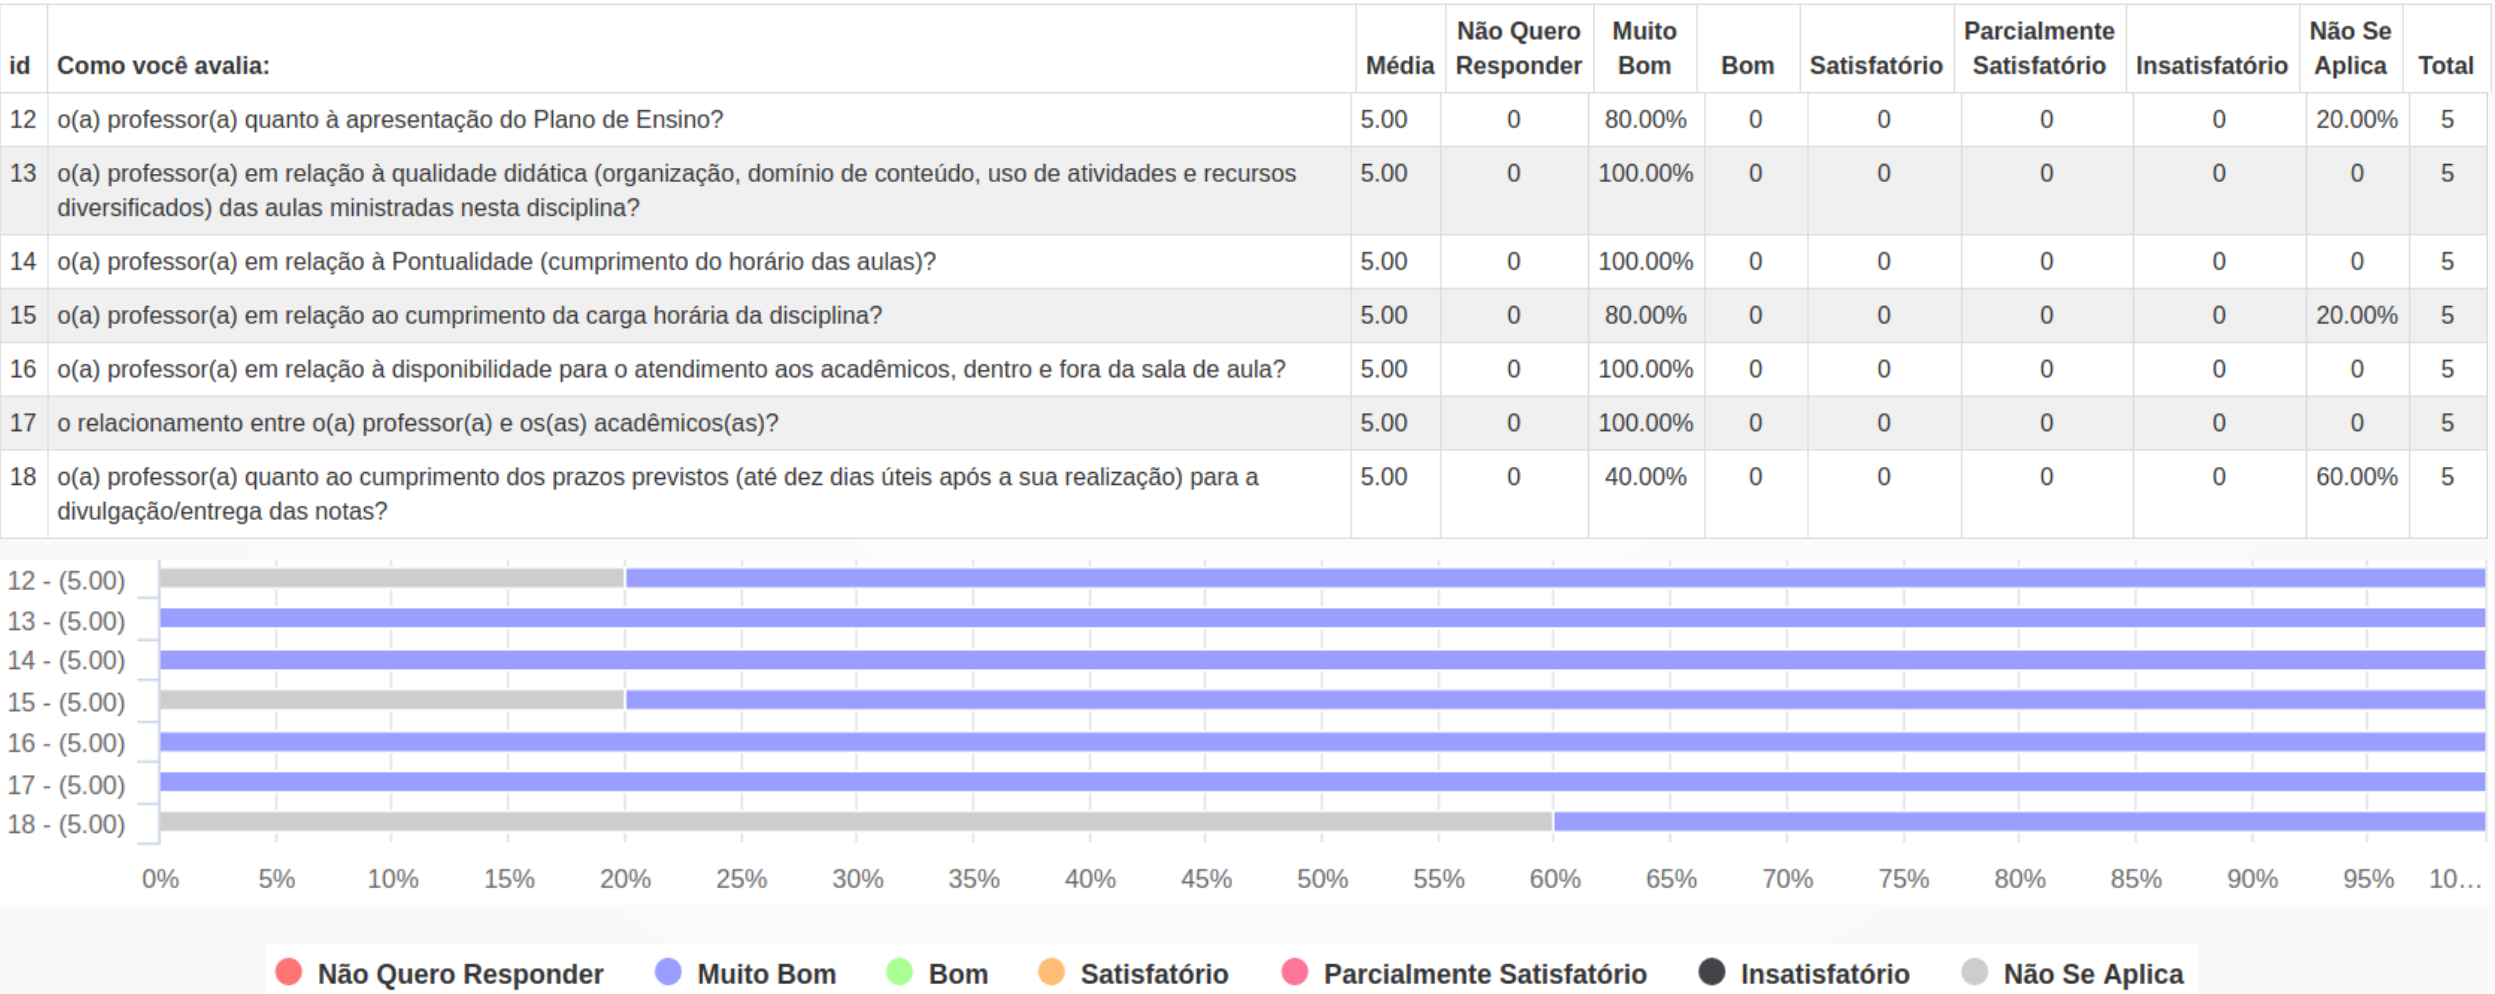 id Como você avalia: Média Não Quero Responder Muito Bom Bom Satisfatório Parcialmente Satisfatório Insatisfatório Não Se Aplica Total
12 o(a) professor(a) quanto à apresentação do Plano de Ensino? 5.00 0 80.00% 0 0 0 0 20.00% 5
13 o(a) professor(a) em relação à qualidade didática (organização, domínio de conteúdo, uso de atividades e recursos 5.00 0 100.00% 0 0 0 0 0 5
diversificados) das aulas ministradas nesta disciplina?
14 o(a) professor(a) em relação à Pontualidade (cumprimento do horário das aulas)? 5.00 0 100.00% 0 0 0 0 0 5
15 o(a) professor(a) em relação ao cumprimento da carga horária da disciplina? 5.00 0 80.00% 0 0 0 0 20.00% 5
16 o(a) professor(a) em relação à disponibilidade para o atendimento aos acadêmicos, dentro e fora da sala de aula? 5.00 0 100.00% 0 0 0 0 0 5
17 o relacionamento entre o(a) professor(a) e os(as) acadêmicos(as)? 5.00 0 100.00% 0 0 0 0 0 5
18 o(a) professor(a) quanto ao cumprimento dos prazos previstos (até dez dias úteis após a sua realização) para a 5.00 0 40.00% 0 0 0 0 60.00% 5
divulgação/entrega das notas?
12 - (5.00)
13 - (5.00)
14 - (5.00)
15 - (5.00)
16 - (5.00)
17 - (5.00)
18 - (5.00)
0% 5% 10% 15% 20% 25% 30% 35% 40% 45% 50% 55% 60% 65% 70% 75% 80% 85% 90% 95% 10...
Não Quero Responder Muito Bom Bom Satisfatório Parcialmente Satisfatório Insatisfatório Não Se Aplica